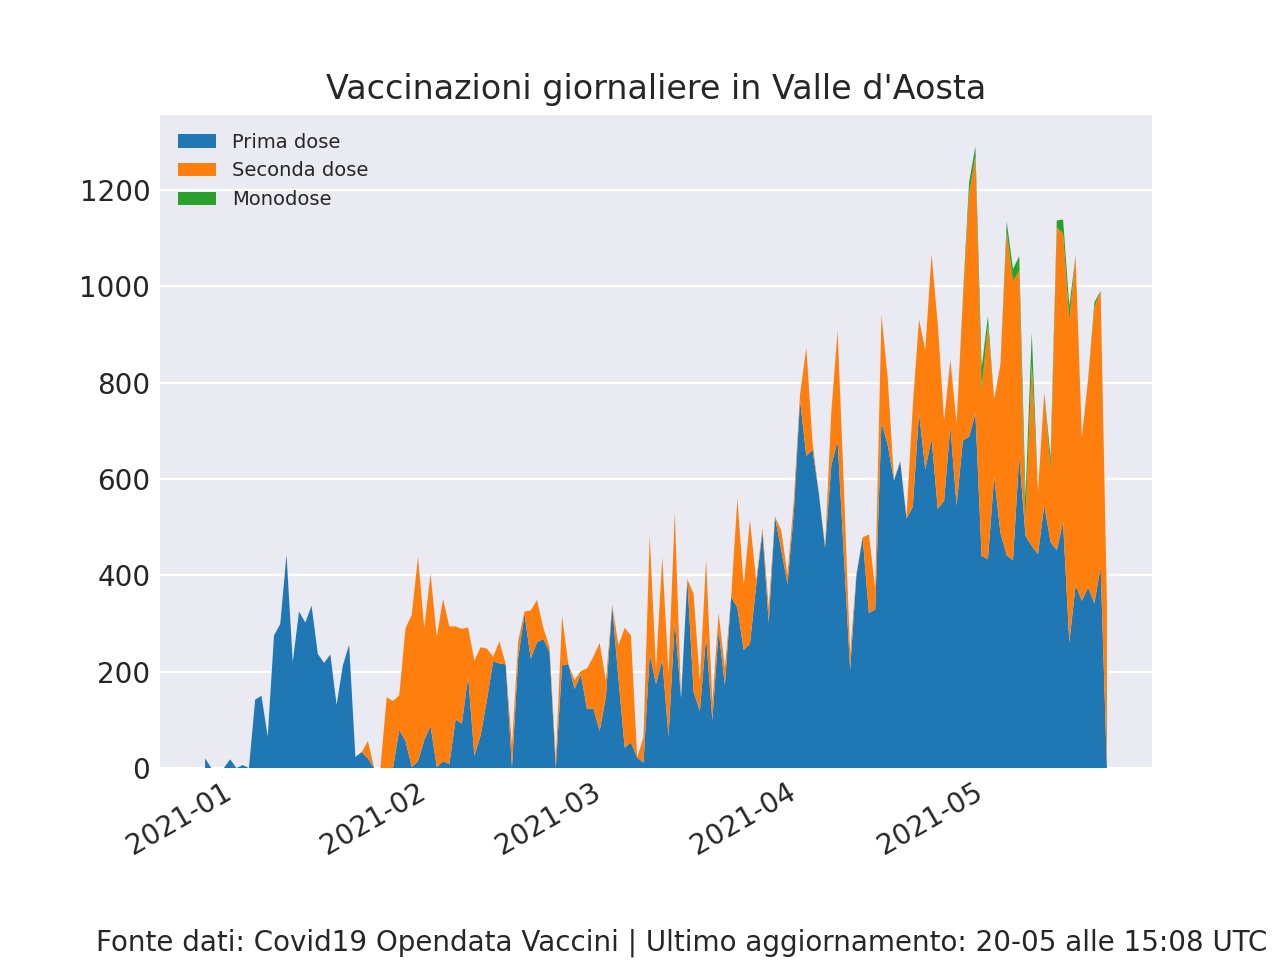 Vaccinazioni giornaliere in Valle d'Aosta
Prima dose
Seconda dose
Monodose
1200
1000
800
600
400
200
0
2021-01
2021-02
2021-03
2021-04
2021-05
Fonte dati: Covid19 Opendata Vaccini | Ultimo aggiornamento: 20-05 alle 15:08 UTC